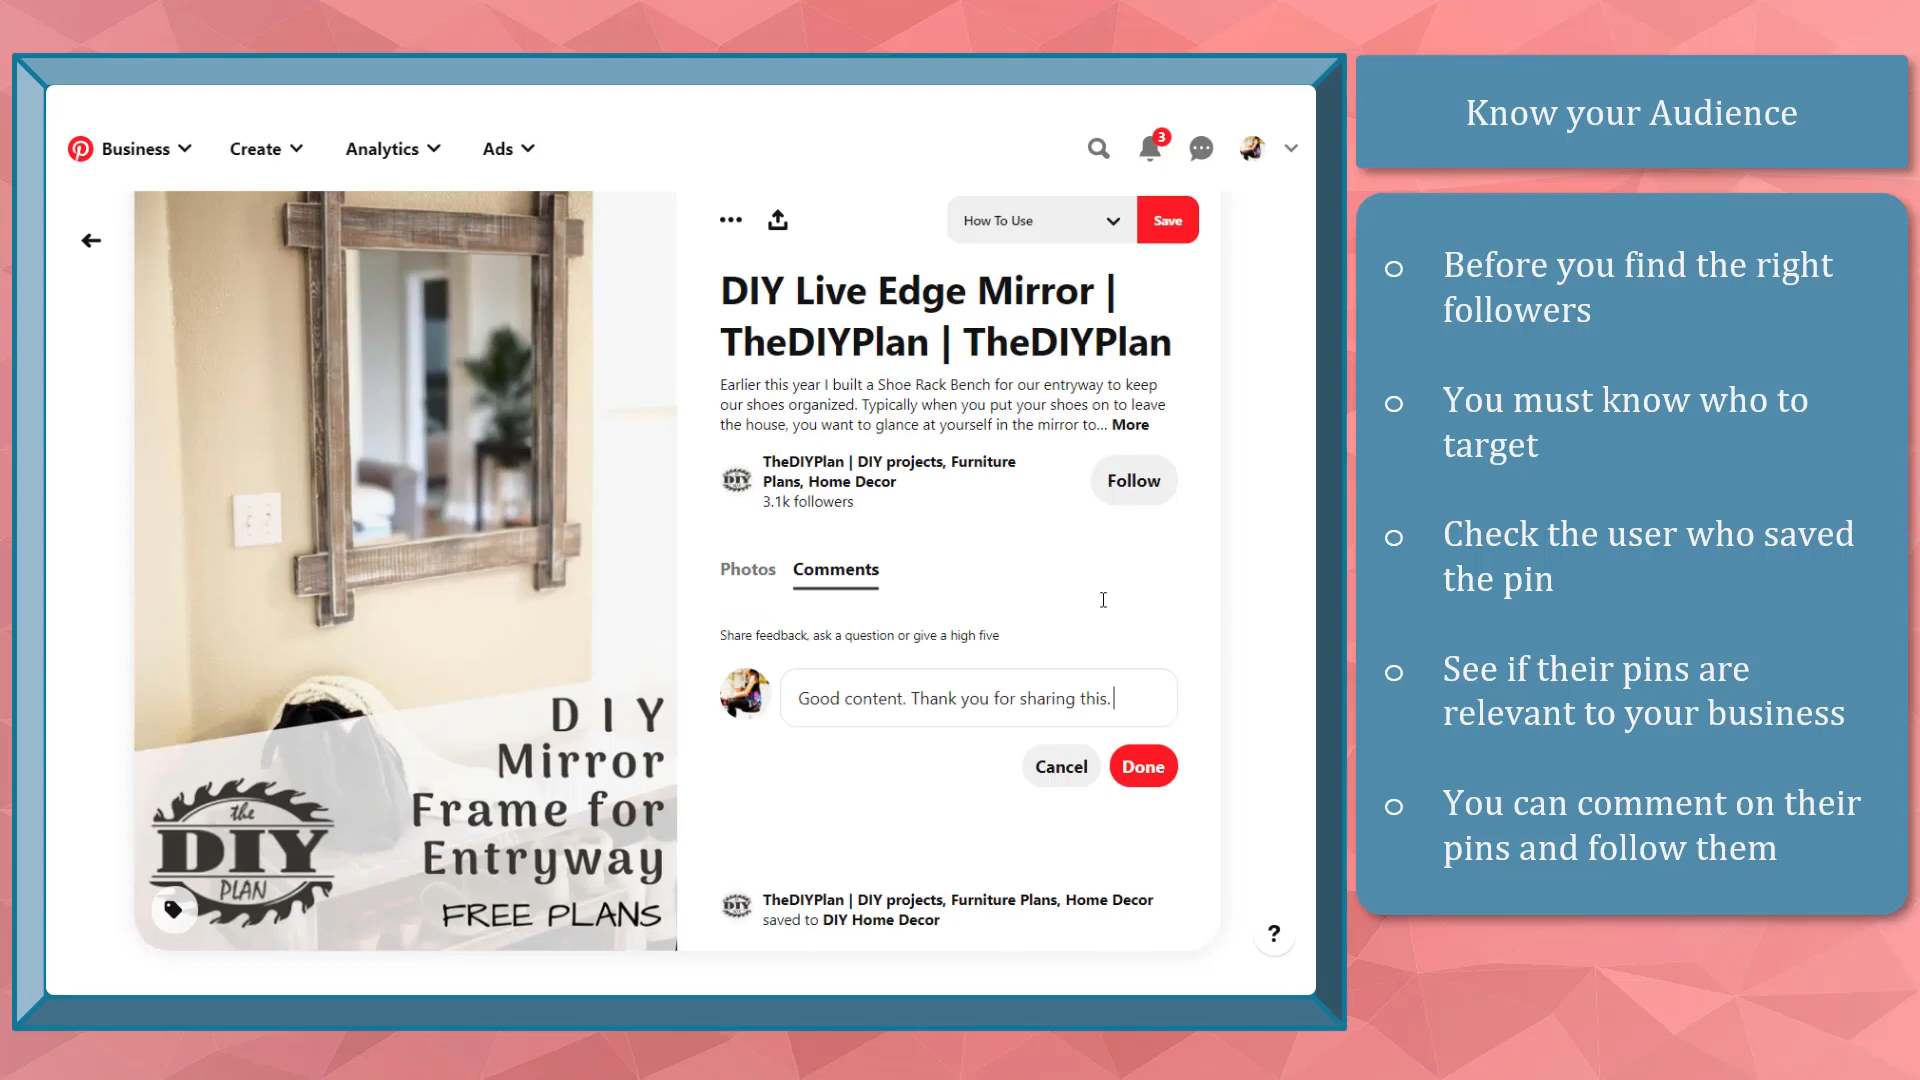 Business
Create
Analytics
Ads
3
How To Use
Save
DIY Live Edge Mirror |
TheDIYPlan | TheDIYPlan
Earlier this year I built a Shoe Rack Bench for our entryway to keep
our shoes organized. Typically when you put your shoes on to leave
the house, you want to glance at yourself in the mirror to... More
TheDIYPlan | DIY projects, Furniture
Plans, Home Decor
3.1k followers
Follow
Photos
Comments
Share feedback, ask a question or give a high five
Good content. Thank you for sharing this.
Cancel
Done
TheDIYPlan | DIY projects, Furniture Plans, Home Decor
saved to DIY Home Decor
?
DIY
Mirror
Frame for
Entryway
FREE PLANS
the
DIY
PLAN
Know your Audience
Before you find the right
followers
You must know who to
target
Check the user who saved
the pin
See if their pins are
relevant to your business
You can comment on their
pins and follow them